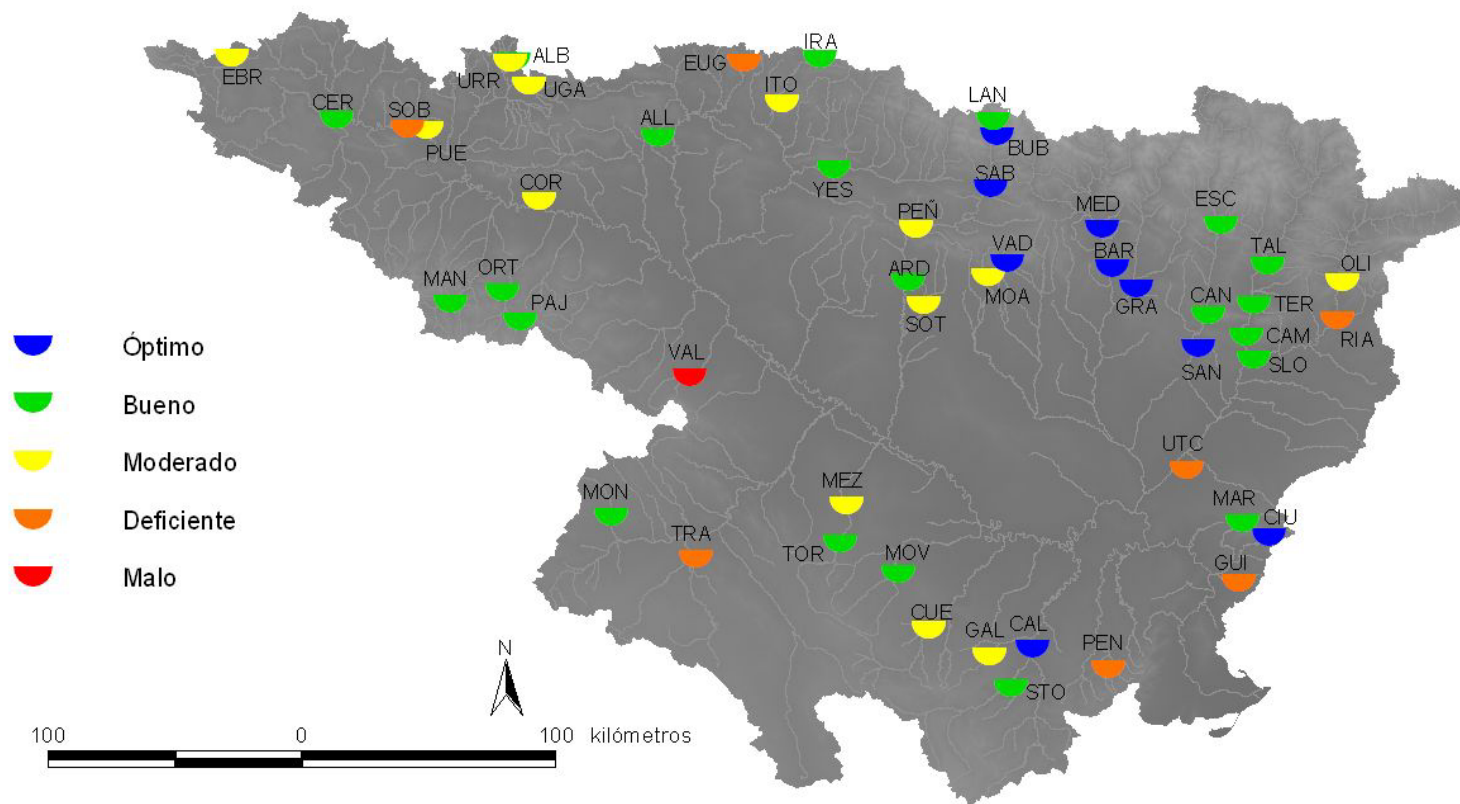 IRA
ALB
EUG
EBR
URR
UGA
ITO
CER
SOB
ALL
LAN
PUE
BUB
YES
SAB
COR
PEÑ
MED
ESC
VAD
BAR
TAL
ORT
ARD
OLI
MAN
MOA
GRA
CAN
TER
PAJ
SOT
CAM
RIA
Óptimo
VAL
SAN
SLO
Bueno
UTC
Moderado
MEZ
MON
MAR
CIU
Deficiente
TRA
TOR
MOV
GUI
Malo
CUE
GAL
CAL
PEN
N
STO
100 0 100 kilómetros